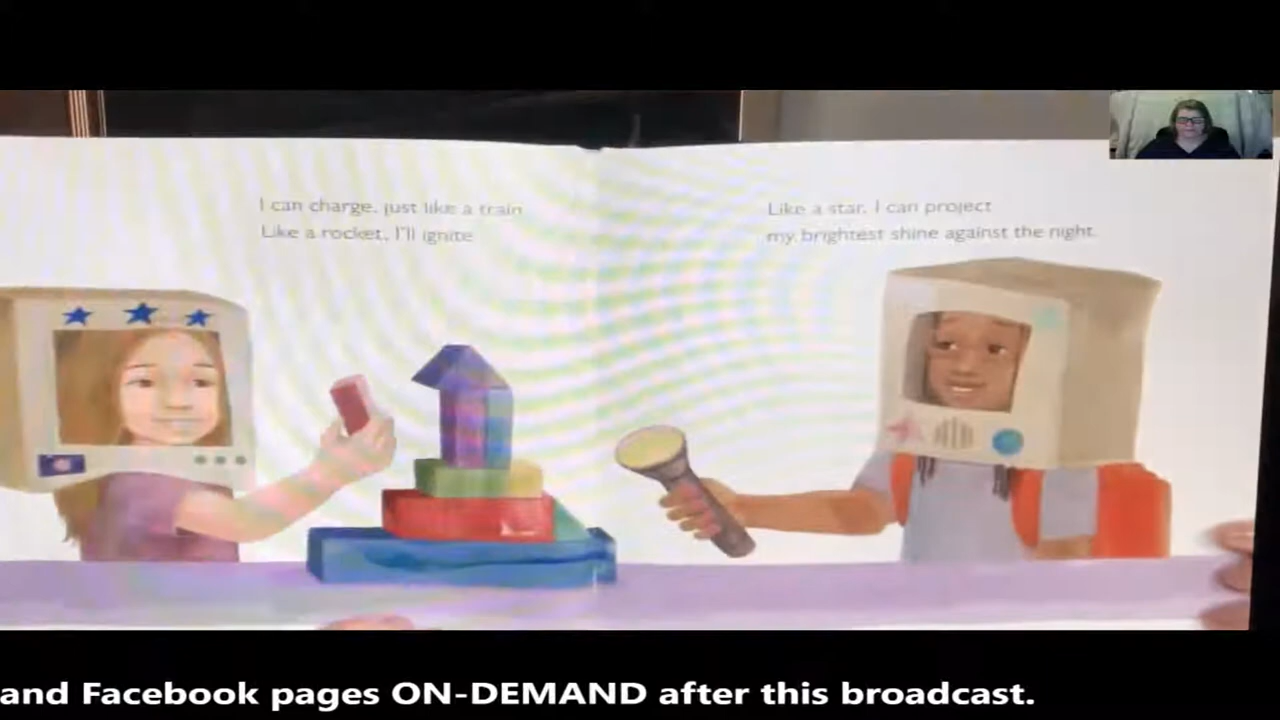 I can charge, just like a train
Like a rocket, I'll ignite
Like a star, I can project
my brightest shine against the night.
and Facebook pages ON-DEMAND after this broadcast.